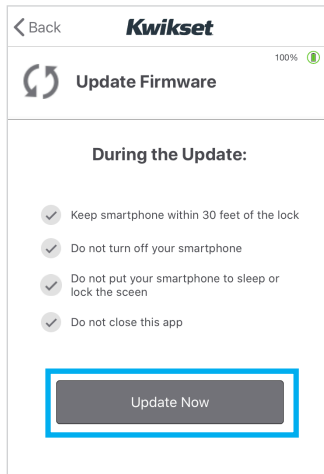 Back
Kwikset
100%
Update Firmware
During the Update:
Keep smartphone within 30 feet of the lock
Do not turn off your smartphone
Do not put your smartphone to sleep or
lock the sceen
Do not close this app
Update Now